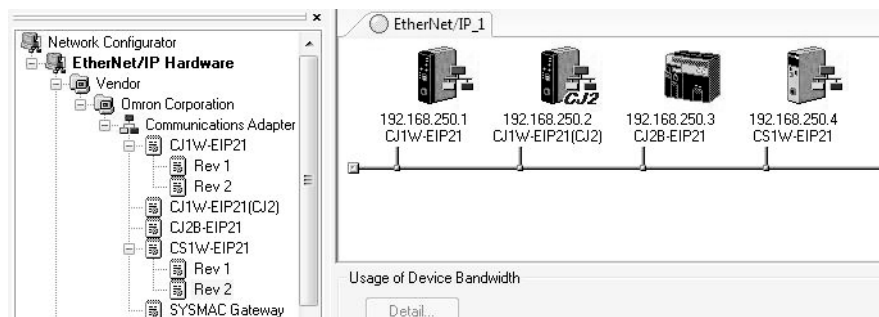 Network Configurator
EtherNet/IP Hardware
Vendor
Omron Corporation
Communications Adapter
CJ1W-EIP21
Rev 1
Rev 2
CJ1W-EIP21(CJ2)
CJ2B-EIP21
CS1W-EIP21
Rev 1
Rev 2
SYSMAC Gateway
EtherNet/IP_1
CJ2
192.168.250.1 192.168.250.2 192.168.250.3 192.168.250.4
CJ1W-EIP21 CJ1W-EIP21(CJ2) CJ2B-EIP21 CS1W-EIP21
Usage of Device Bandwidth
Detail...